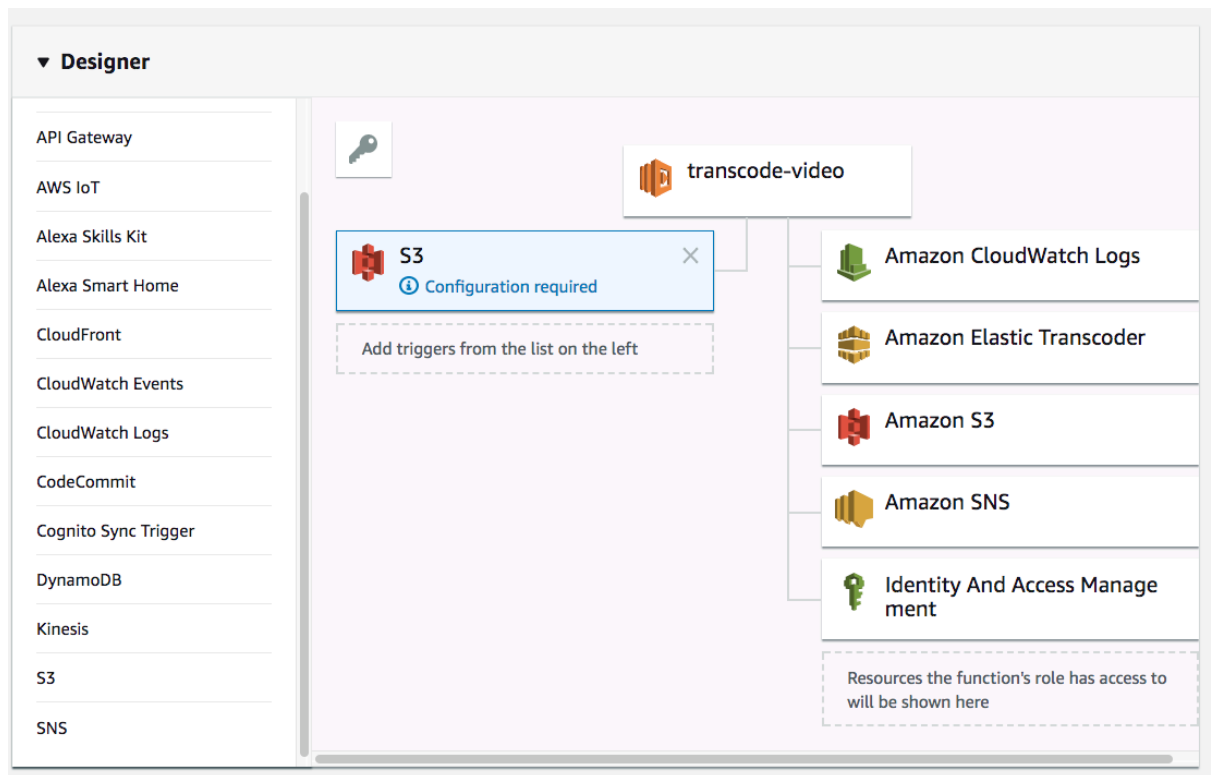 Designer
API Gateway
AWS IoT
Alexa Skills Kit
Alexa Smart Home
CloudFront
CloudWatch Events
CloudWatch Logs
CodeCommit
Cognito Sync Trigger
DynamoDB
Kinesis
S3
SNS
transcode-video
S3
Configuration required
Add triggers from the list on the left
Amazon CloudWatch Logs
Amazon Elastic Transcoder
Amazon S3
Amazon SNS
Identity And Access Manage
ment
Resources the function's role has access to
will be shown here